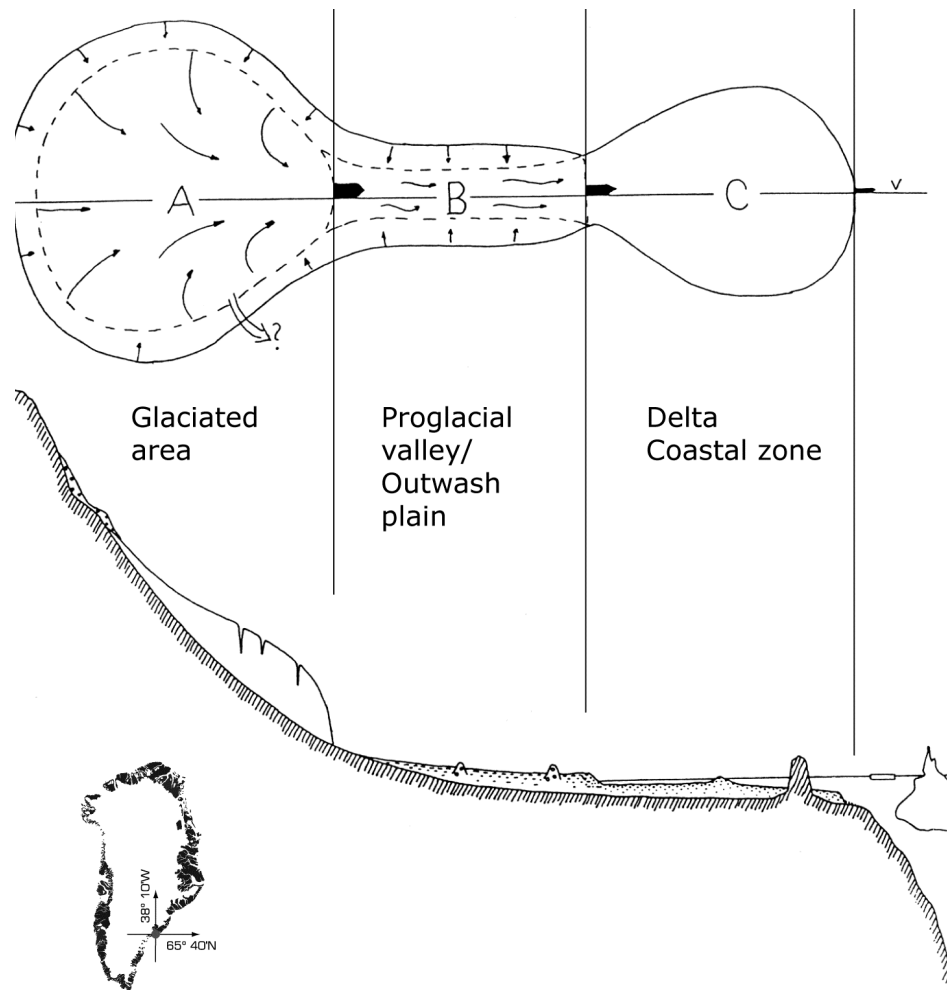 A
B
C
v
?
Glaciated
area
Proglacial
valley/
Outwash
plain
Delta
Coastal zone
38° 10'W
65° 40'N